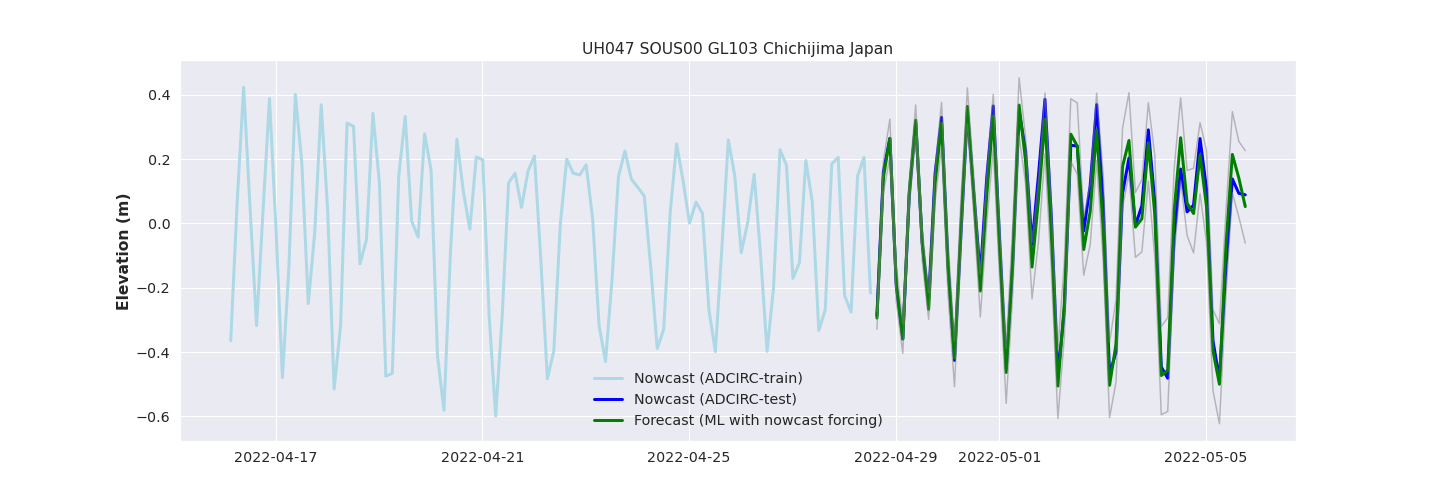 UH047 SOUS00 GL103 Chichijima Japan
Elevation (m)
0.4
0.2
0.0
−0.2
−0.4
−0.6
Nowcast (ADCIRC-train)
Nowcast (ADCIRC-test)
Forecast (ML with nowcast forcing)
2022-04-17 2022-04-21 2022-04-25 2022-04-29 2022-05-01 2022-05-05